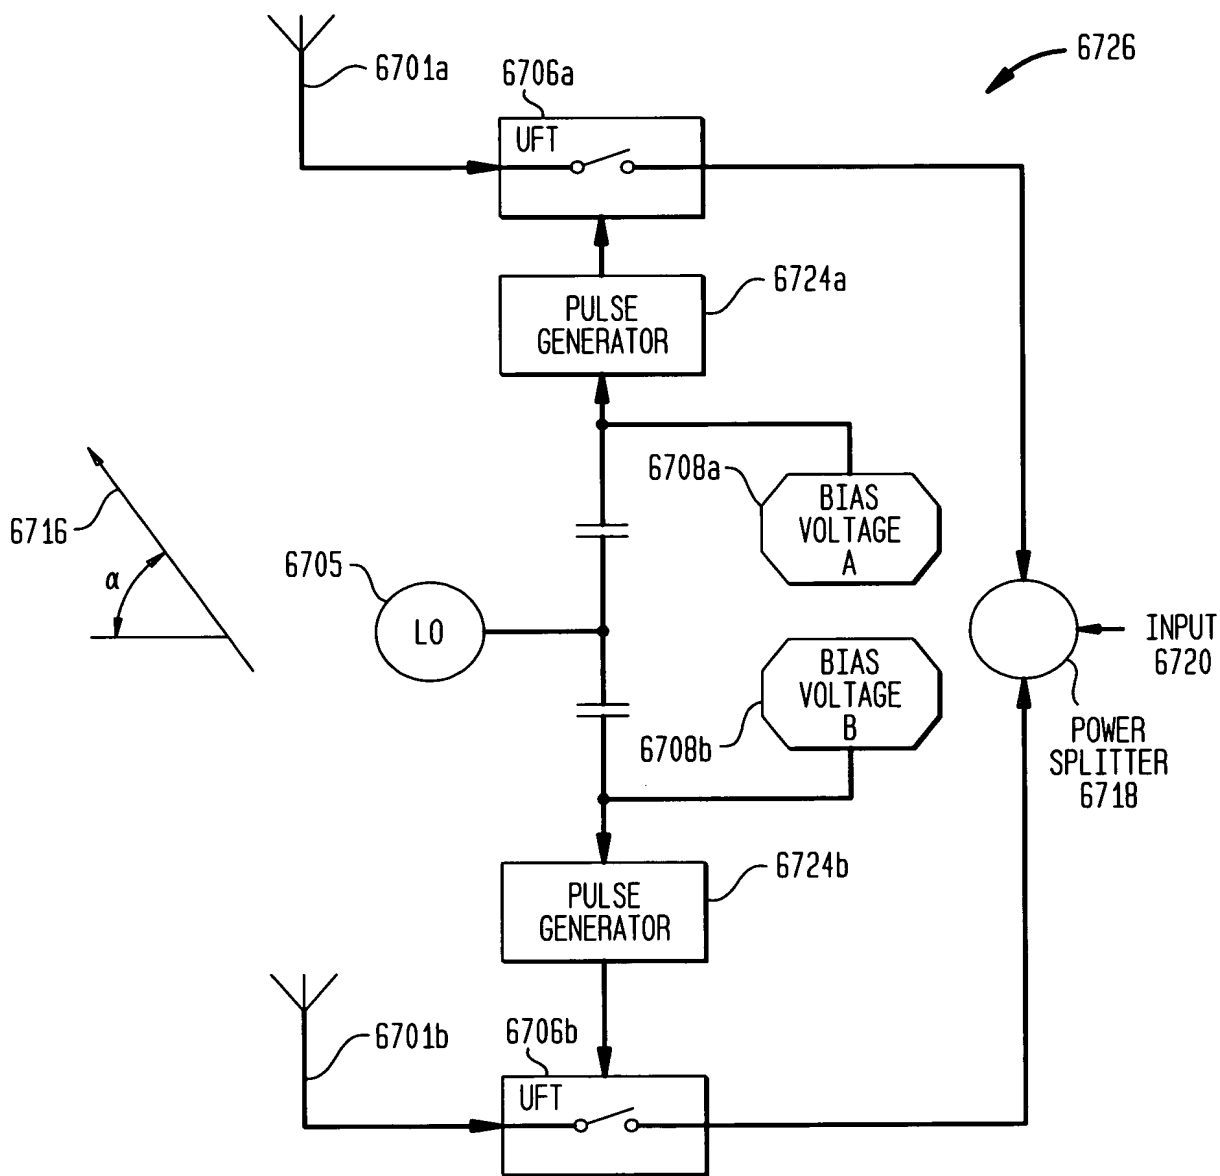 6726
6701a
6706a
UFT
6724a
PULSE
GENERATOR
6708a
BIAS
VOLTAGE
A
6716
α
6705
LO
INPUT
6720
BIAS
VOLTAGE
B
6708b
POWER
SPLITTER
6718
6724b
PULSE
GENERATOR
6701b
6706b
UFT